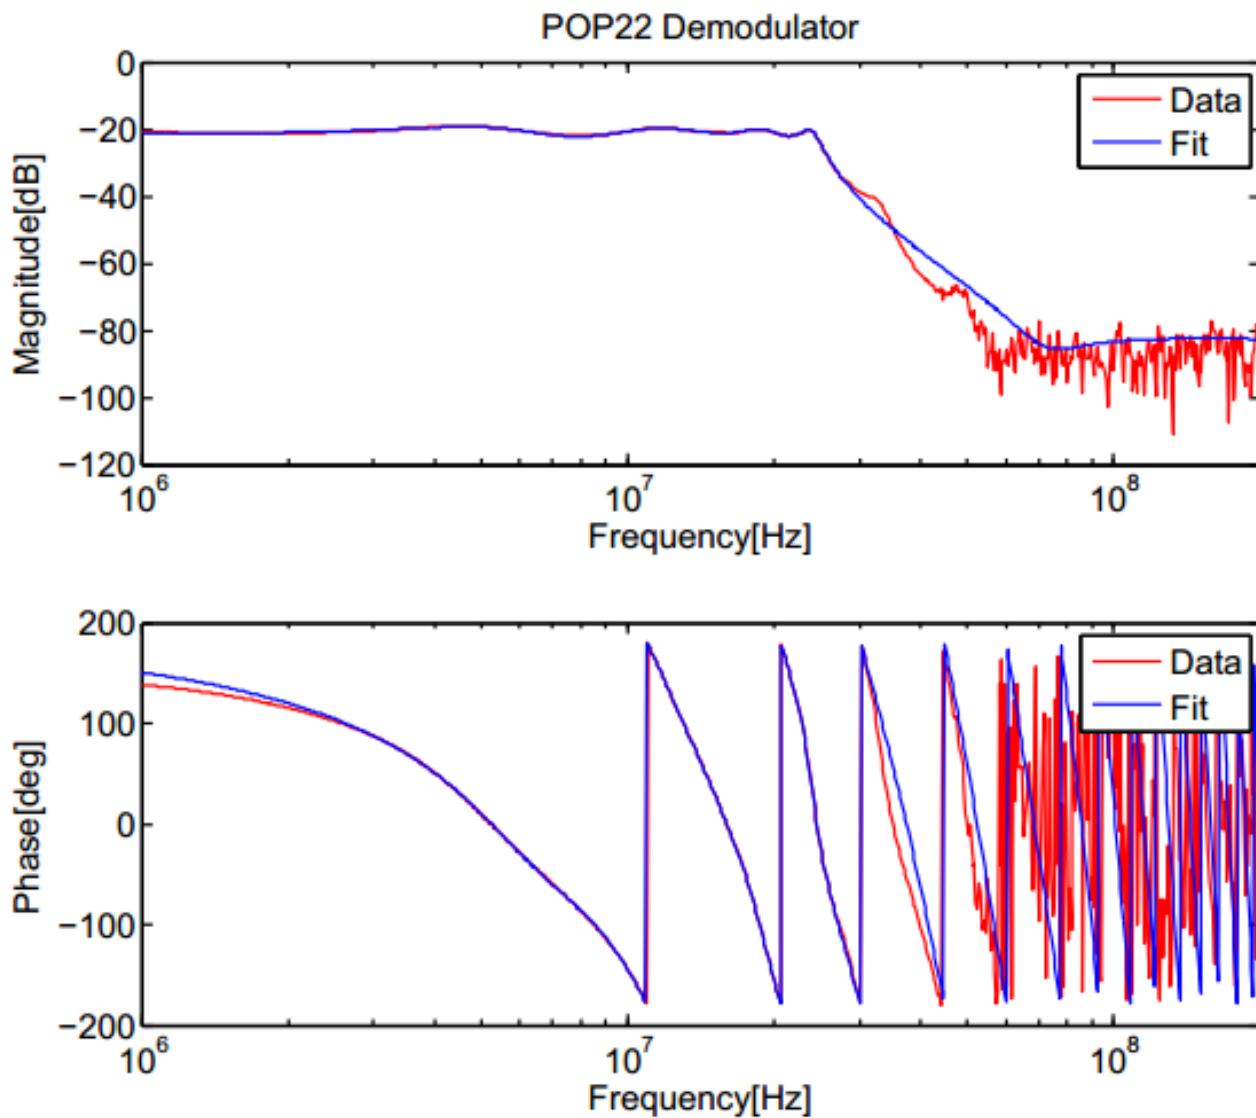 POP22 Demodulator
0
−20
−40
−60
−80
−100
−120
Magnitude[dB]
Data
Fit
10^6
10^7
10^8
Frequency[Hz]
200
100
0
−100
−200
Phase[deg]
Data
Fit
10^6
10^7
10^8
Frequency[Hz]